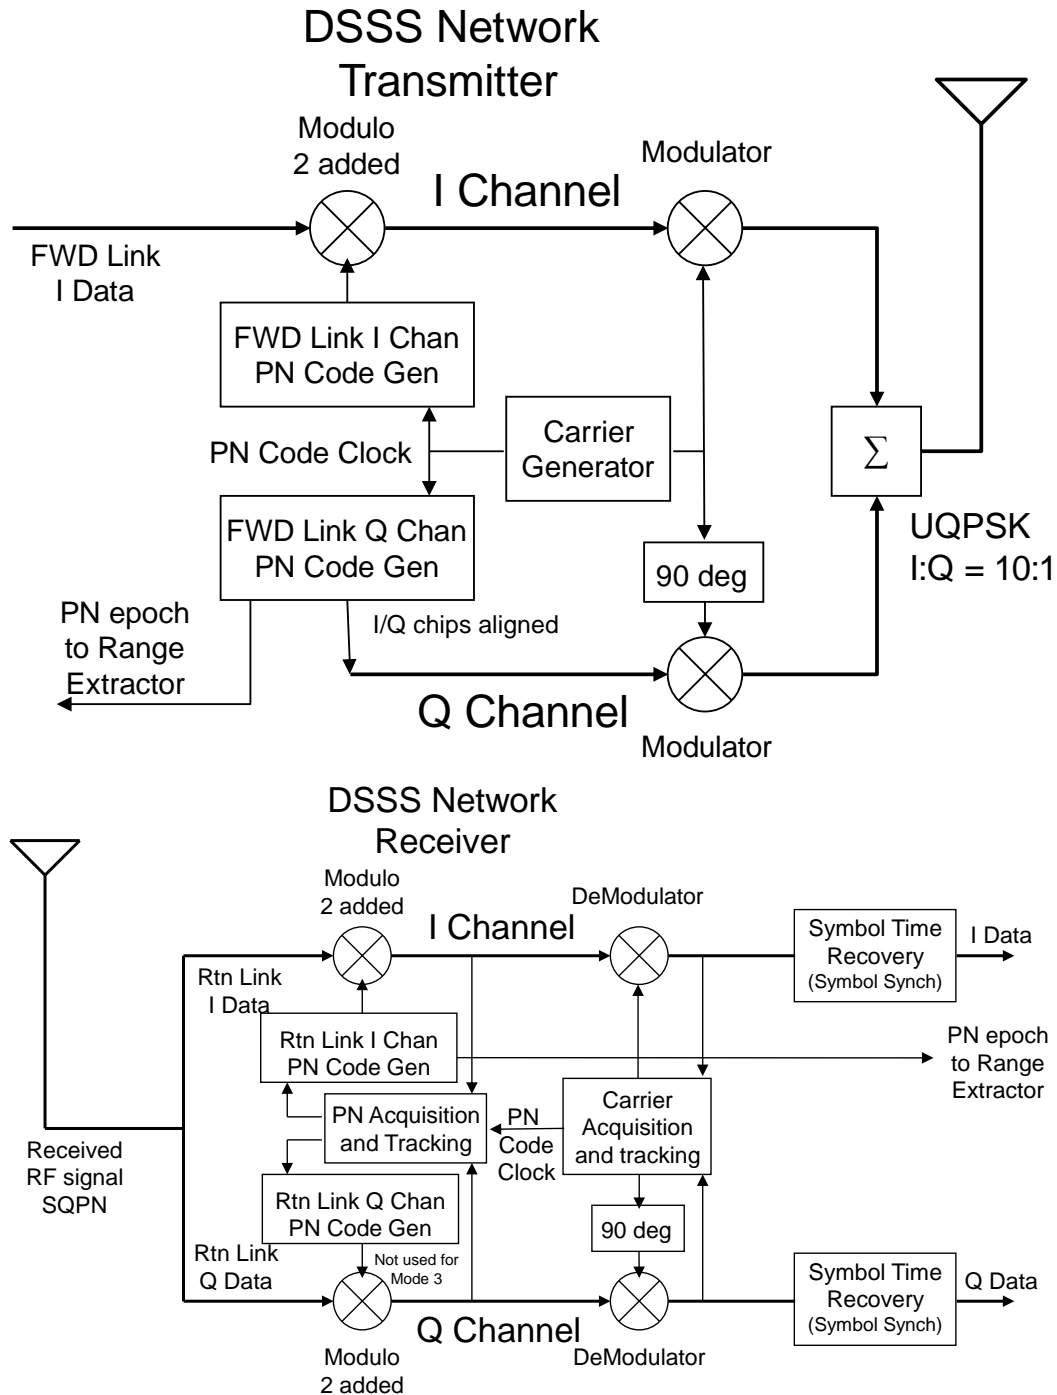 DSSS Network
Transmitter
Modulo
2 added
Modulator
I Channel
FWD Link
I Data
FWD Link I Chan
PN Code Gen
PN Code Clock
Carrier
Generator
Σ
FWD Link Q Chan
PN Code Gen
UQPSK
I:Q = 10:1
90 deg
PN epoch
to Range
Extractor
I/Q chips aligned
Q Channel
Modulator
DSSS Network
Receiver
Modulo
2 added
DeModulator
I Channel
Symbol Time
Recovery
(Symbol Synch)
I Data
Rtn Link
I Data
Rtn Link I Chan
PN Code Gen
PN epoch
to Range
Extractor
PN Acquisition
and Tracking
PN
Code
Clock
Carrier
Acquisition
and tracking
Received
RF signal
SQPN
Rtn Link Q Chan
PN Code Gen
90 deg
Rtn Link
Q Data
Not used for
Mode 3
Symbol Time
Recovery
(Symbol Synch)
Q Data
Q Channel
Modulo
2 added
DeModulator